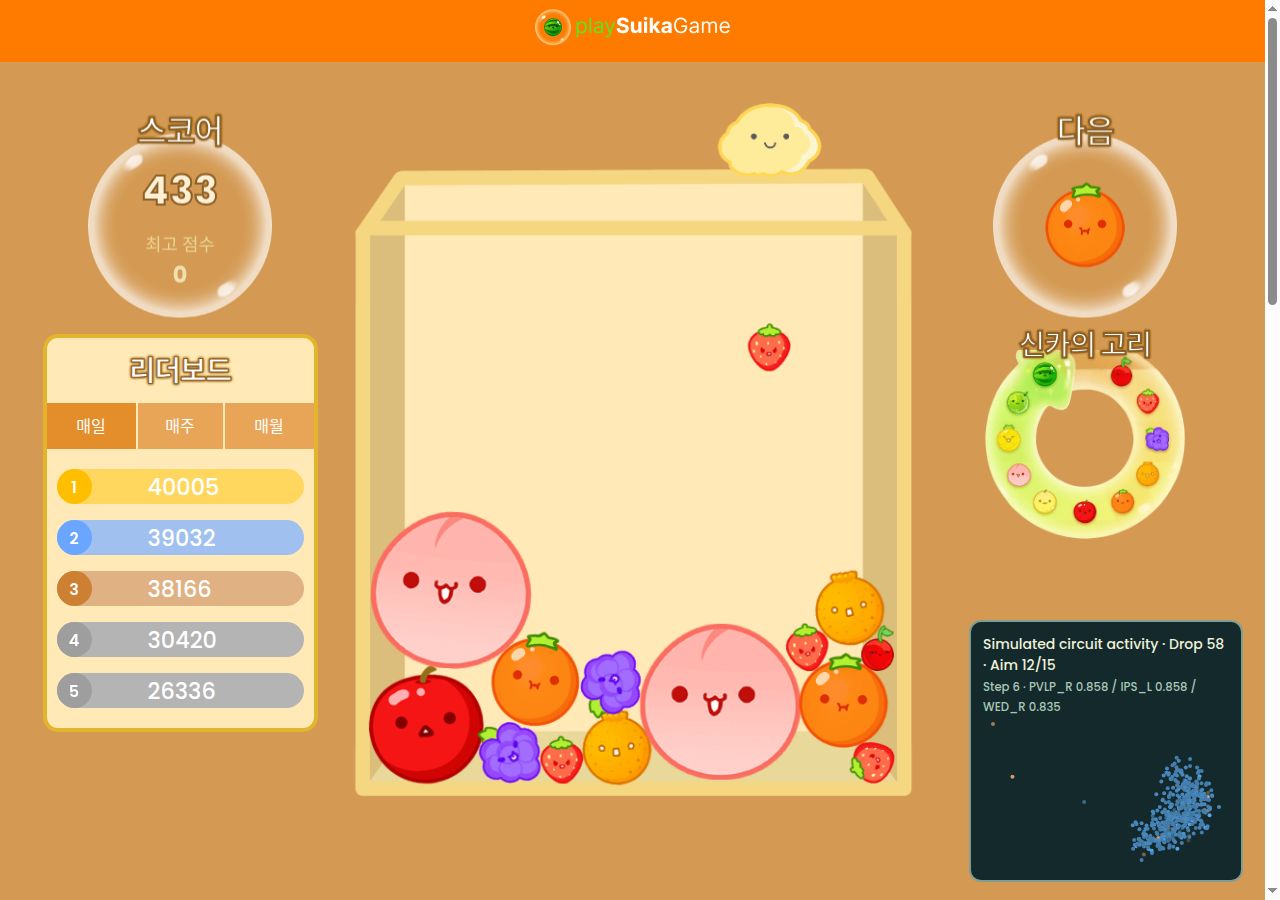 playSuikaGame
스코어
433
최고 점수
0
다음
신카의 고리
리더보드
매일 매주 매월
1 40005
2 39032
3 38166
4 30420
5 26336
Simulated circuit activity · Drop 58
· Aim 12/15
Step 6 · PVLP_R 0.858 / IPS_L 0.858 /
WED_R 0.835